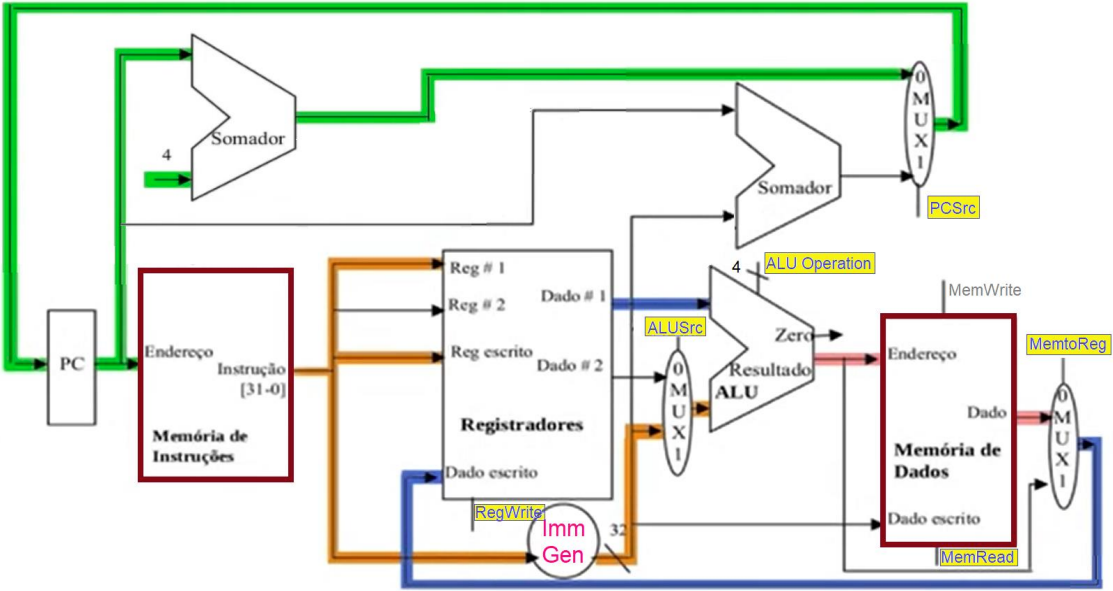 Somador
4
0
M
U
X
1
PCSrc
Somador
PC
Endereço
Instrução
[31-0]
Memória de
Instruções
Reg # 1
Reg # 2
Reg escrito
Dado # 1
Dado # 2
Registradores
Dado escrito
RegWrite
Imm
Gen
32
ALUSrc
0
M
U
X
1
4
ALU Operation
Zero
Resultado
ALU
MemWrite
Endereço
Dado
Memória de
Dados
Dado escrito
MemRead
MemtoReg
0
M
U
X
1